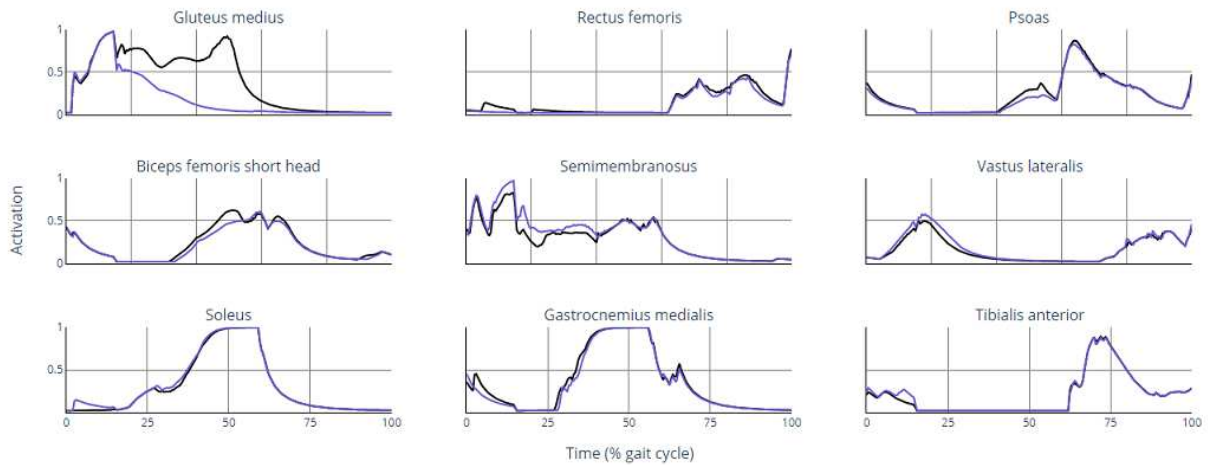 Gluteus medius
Rectus femoris
Psoas
1
0.5
0
Biceps femoris short head
Semimembranosus
Vastus lateralis
1
0.5
0
Activation
Soleus
Gastrocnemius medialis
Tibialis anterior
1
0.5
0 25 50 75 100
0 25 50 75 100
0 25 50 75 100
Time (% gait cycle)